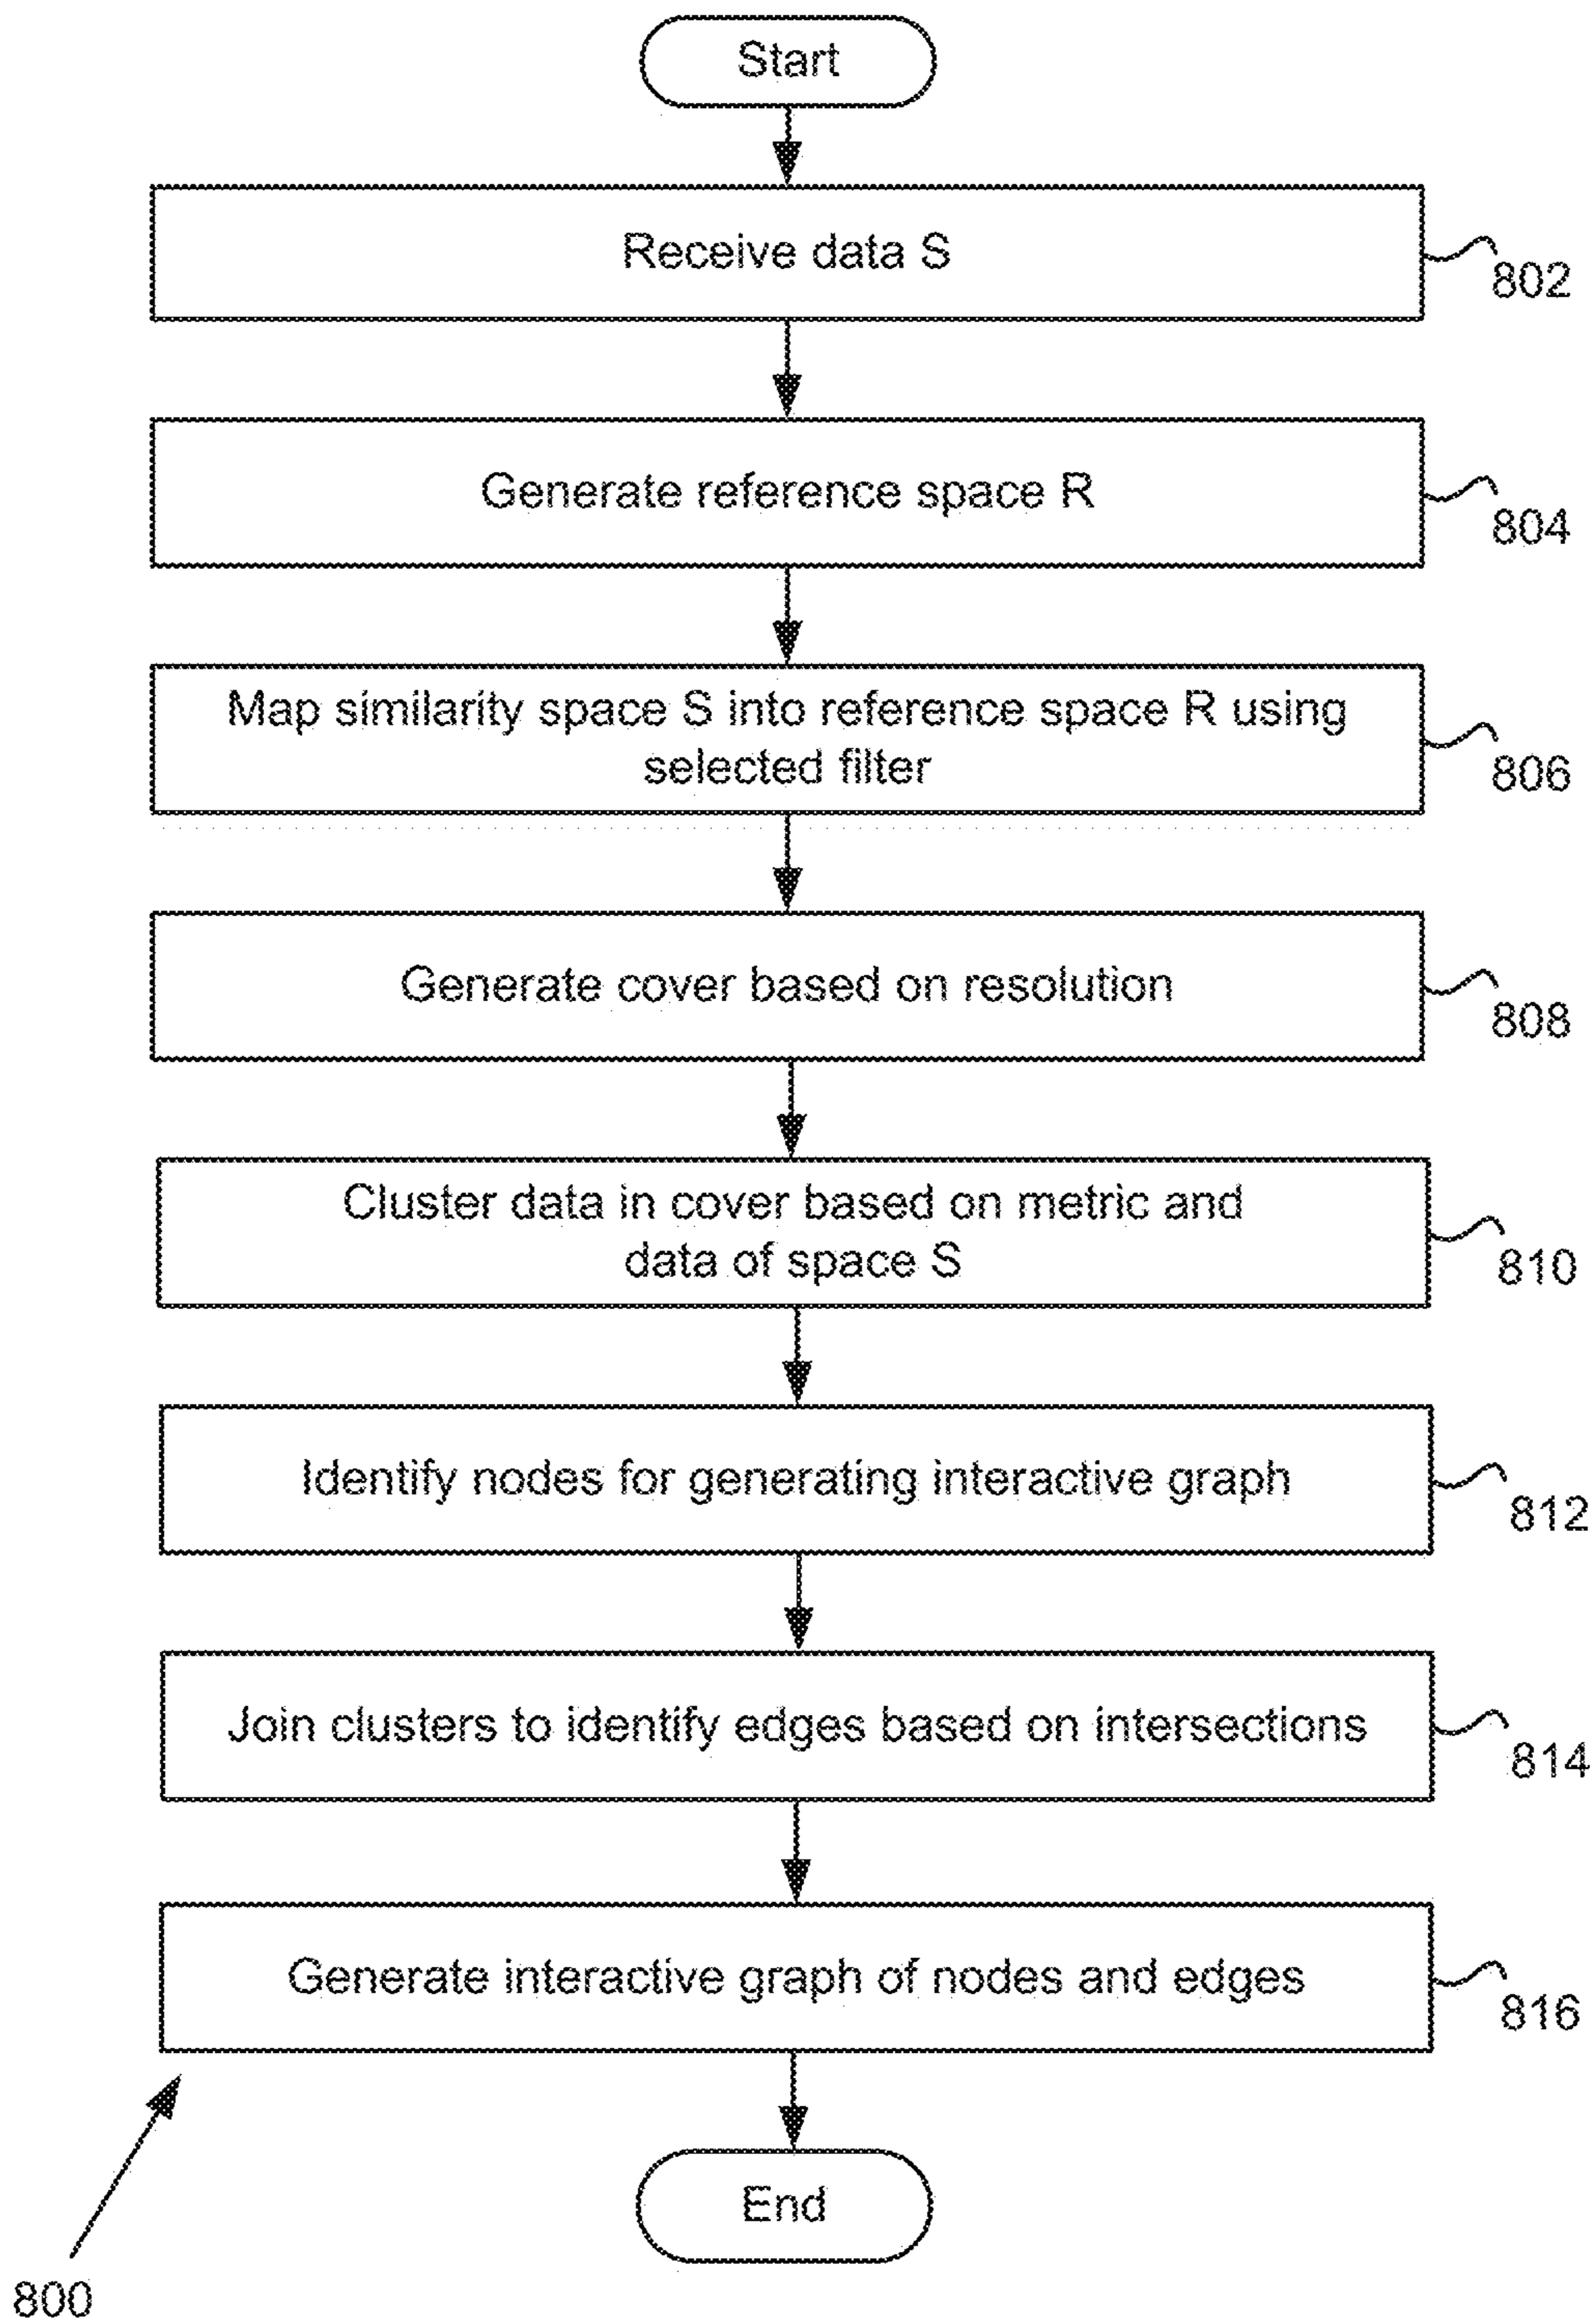 Start
Receive data S
802
Generate reference space R
804
Map similarity space S into reference space R using
selected filter
806
Generate cover based on resolution
808
Cluster data in cover based on metric and
data of space S
810
Identify nodes for generating interactive graph
812
Join clusters to identify edges based on intersections
814
Generate interactive graph of nodes and edges
816
End
800